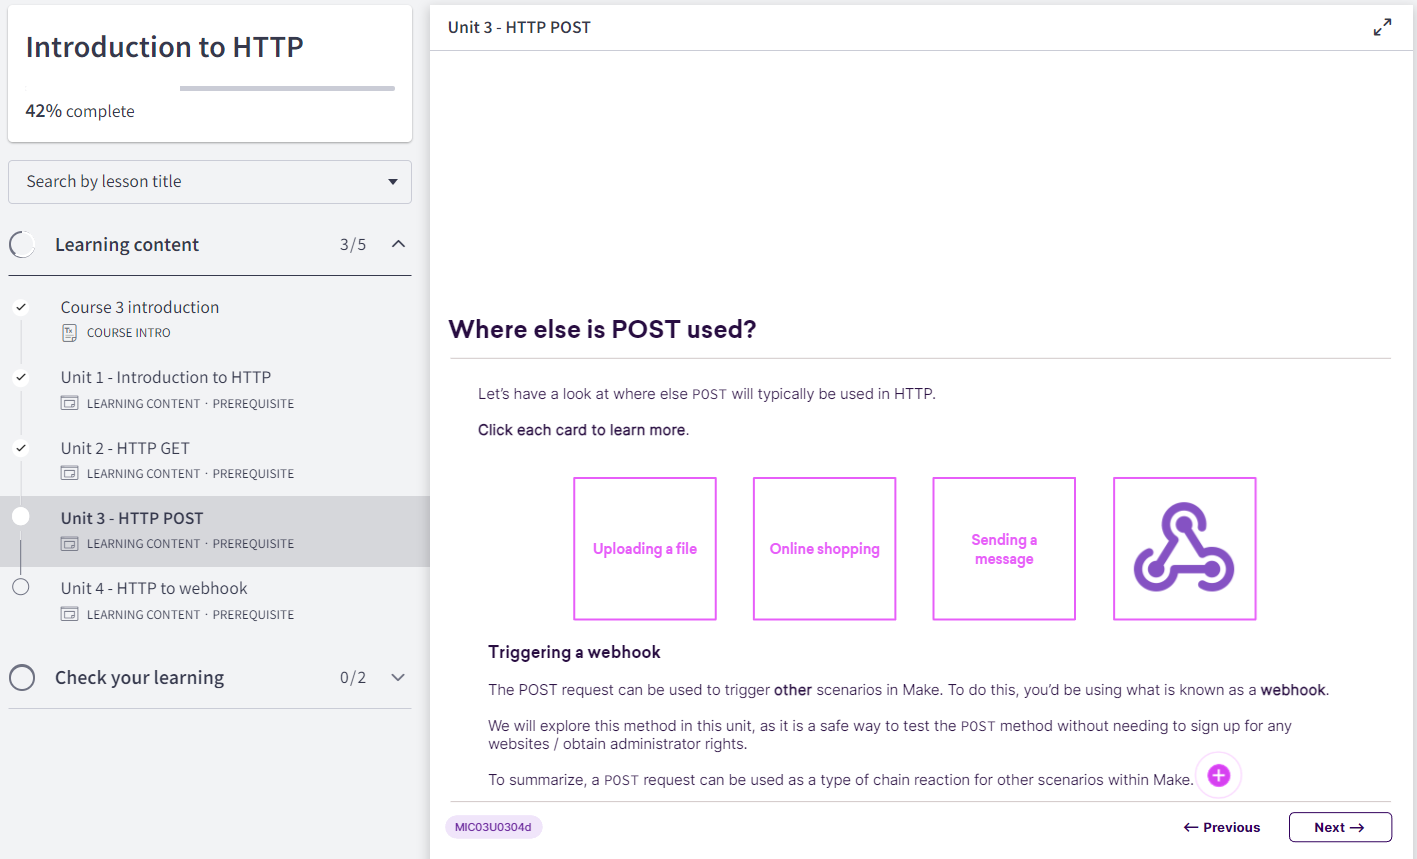 Introduction to HTTP
42% complete
Search by lesson title
Learning content 3/5
Course 3 introduction
COURSE INTRO
Unit 1 - Introduction to HTTP
LEARNING CONTENT · PREREQUISITE
Unit 2 - HTTP GET
LEARNING CONTENT · PREREQUISITE
Unit 3 - HTTP POST
LEARNING CONTENT · PREREQUISITE
Unit 4 - HTTP to webhook
LEARNING CONTENT · PREREQUISITE
Check your learning 0/2
Unit 3 - HTTP POST
Where else is POST used?
Let's have a look at where else POST will typically be used in HTTP.
Click each card to learn more.
Uploading a file
Online shopping
Sending a
message
Triggering a webhook
The POST request can be used to trigger other scenarios in Make. To do this, you'd be using what is known as a webhook.
We will explore this method in this unit, as it is a safe way to test the POST method without needing to sign up for any
websites / obtain administrator rights.
To summarize, a POST request can be used as a type of chain reaction for other scenarios within Make.
MIC03U0304d
← Previous
Next →